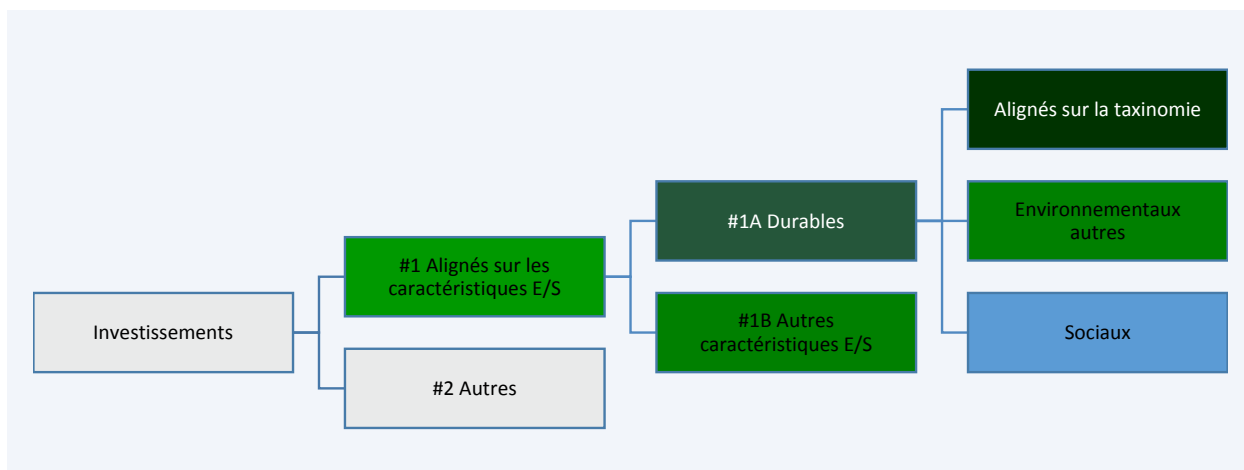 Investissements
#1 Alignés sur les
caractéristiques E/S
#2 Autres
#1A Durables
#1B Autres
caractéristiques E/S
Alignés sur la taxinomie
Environnementaux
autres
Sociaux